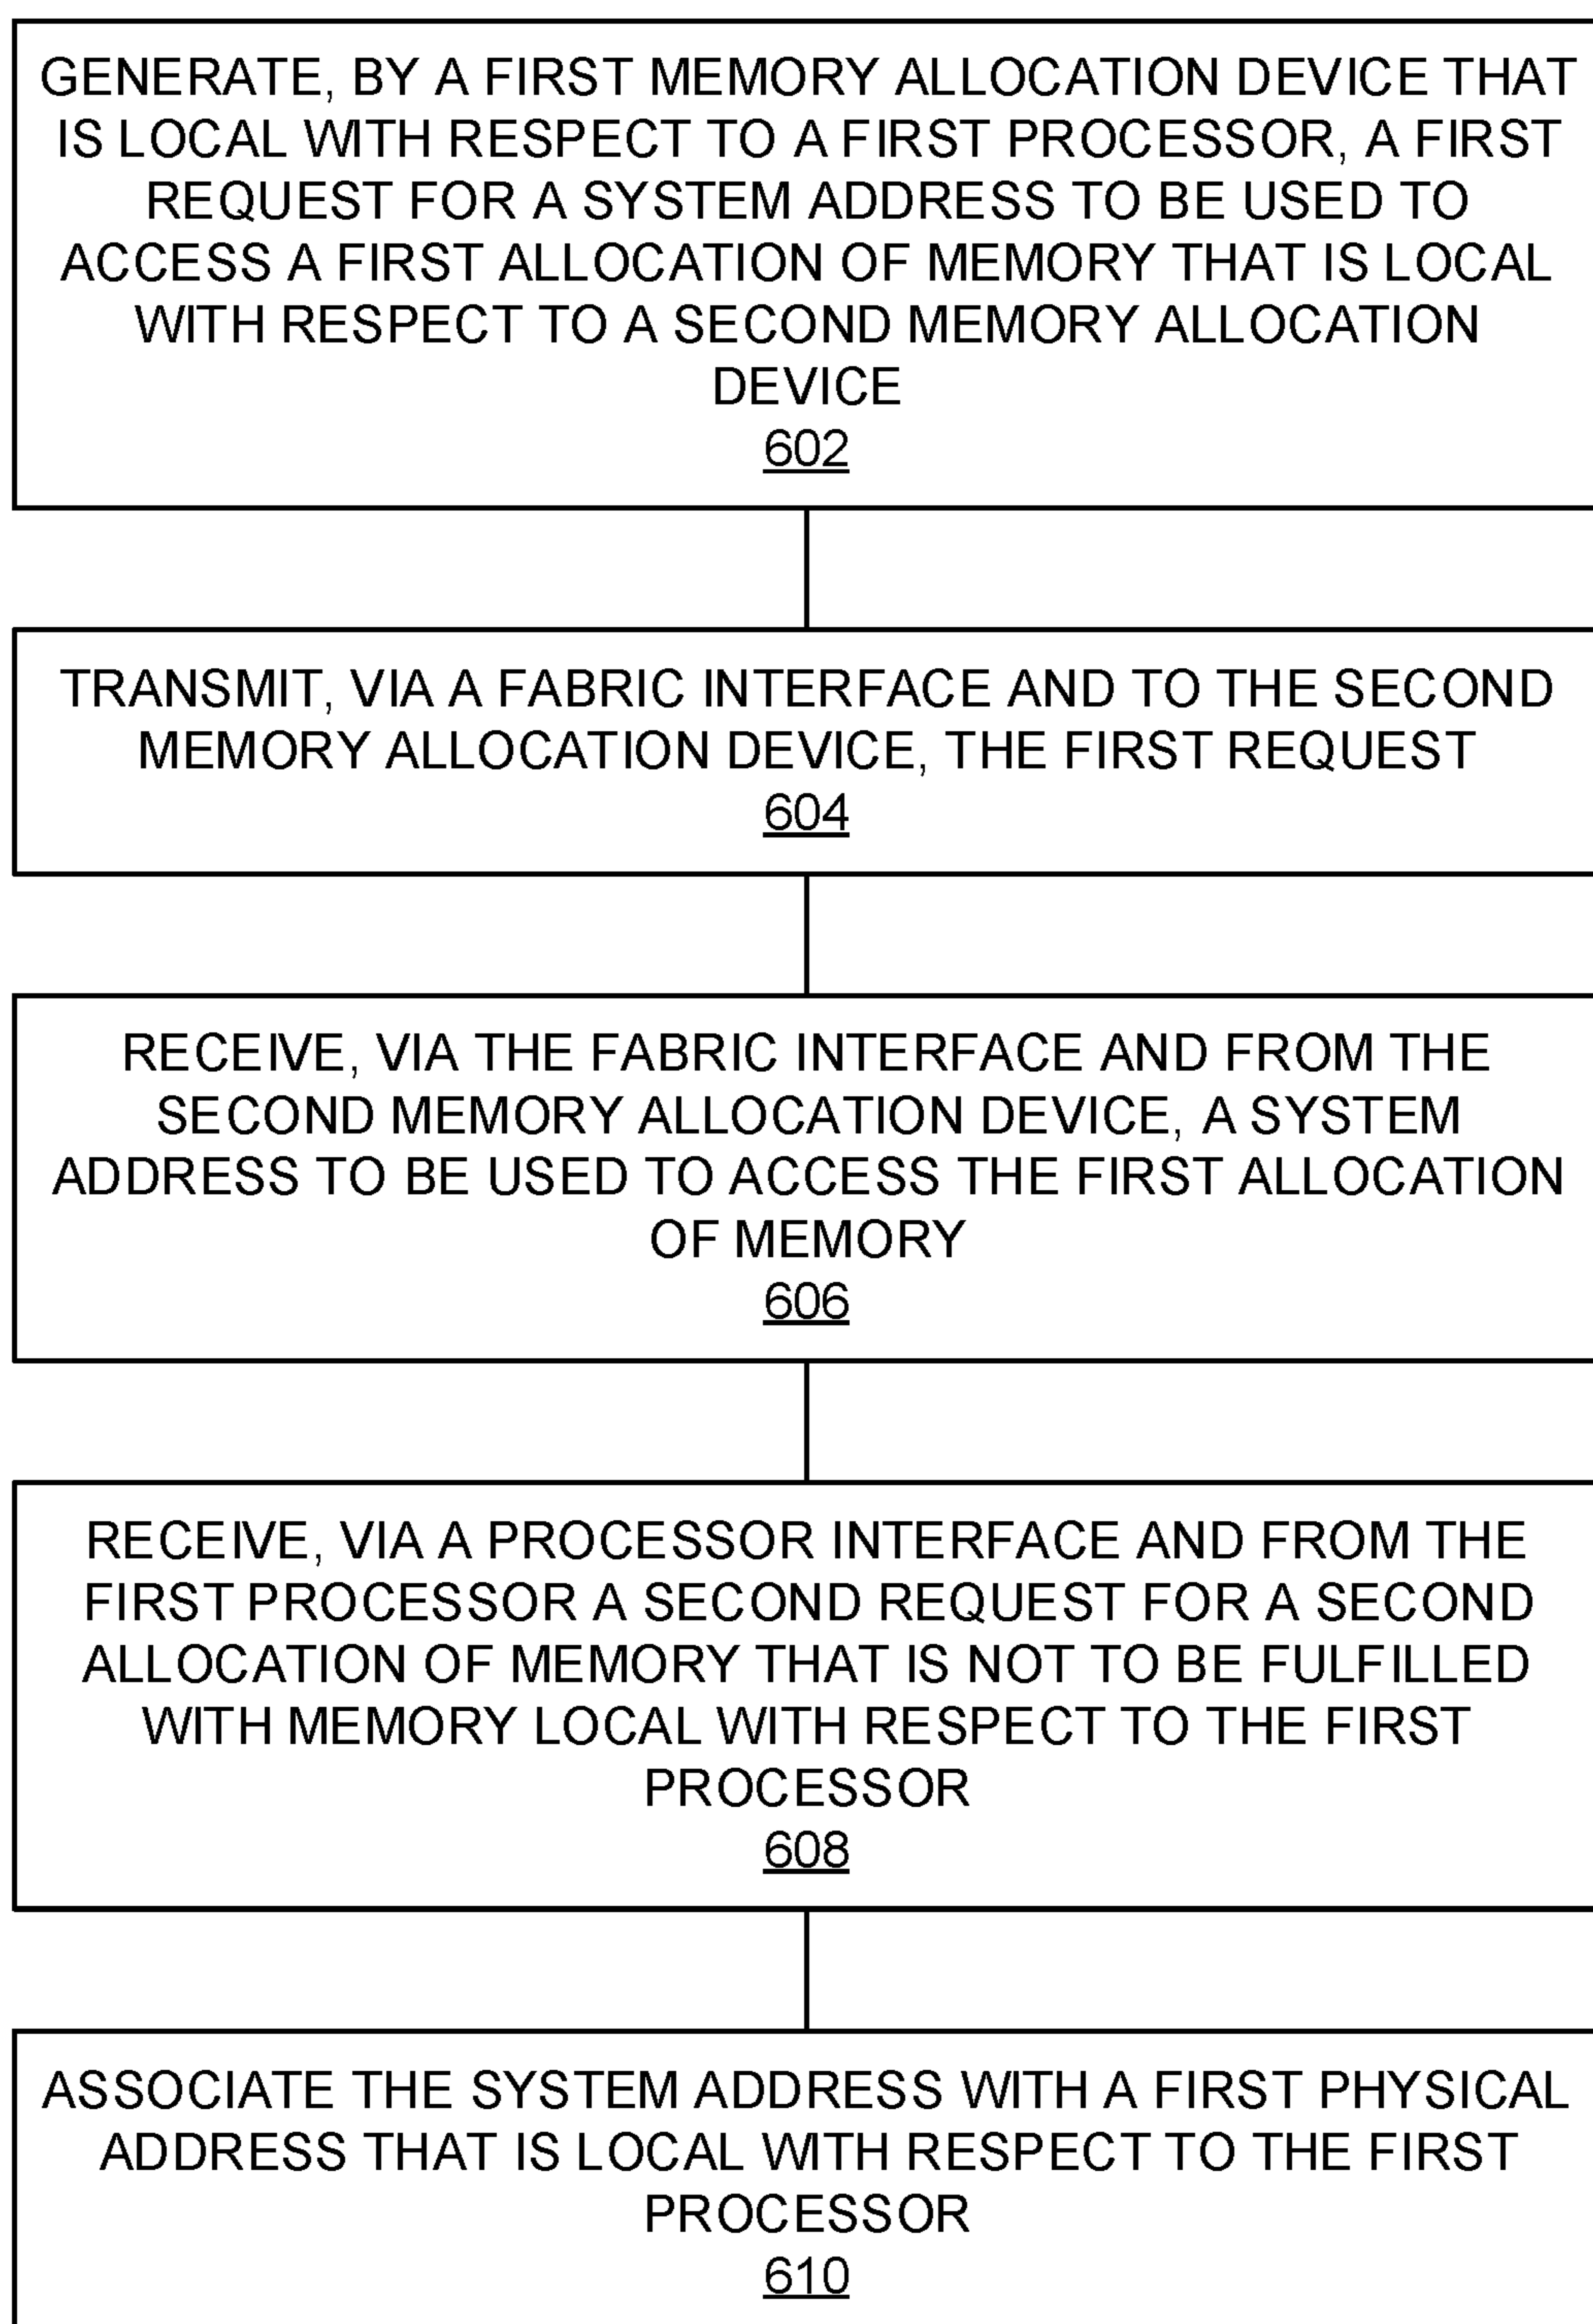 GENERATE, BY A FIRST MEMORY ALLOCATION DEVICE THAT
IS LOCAL WITH RESPECT TO A FIRST PROCESSOR, A FIRST
REQUEST FOR A SYSTEM ADDRESS TO BE USED TO
ACCESS A FIRST ALLOCATION OF MEMORY THAT IS LOCAL
WITH RESPECT TO A SECOND MEMORY ALLOCATION
DEVICE
602
TRANSMIT, VIA A FABRIC INTERFACE AND TO THE SECOND
MEMORY ALLOCATION DEVICE, THE FIRST REQUEST
604
RECEIVE, VIA THE FABRIC INTERFACE AND FROM THE
SECOND MEMORY ALLOCATION DEVICE, A SYSTEM
ADDRESS TO BE USED TO ACCESS THE FIRST ALLOCATION
OF MEMORY
606
RECEIVE, VIA A PROCESSOR INTERFACE AND FROM THE
FIRST PROCESSOR A SECOND REQUEST FOR A SECOND
ALLOCATION OF MEMORY THAT IS NOT TO BE FULFILLED
WITH MEMORY LOCAL WITH RESPECT TO THE FIRST
PROCESSOR
608
ASSOCIATE THE SYSTEM ADDRESS WITH A FIRST PHYSICAL
ADDRESS THAT IS LOCAL WITH RESPECT TO THE FIRST
PROCESSOR
610